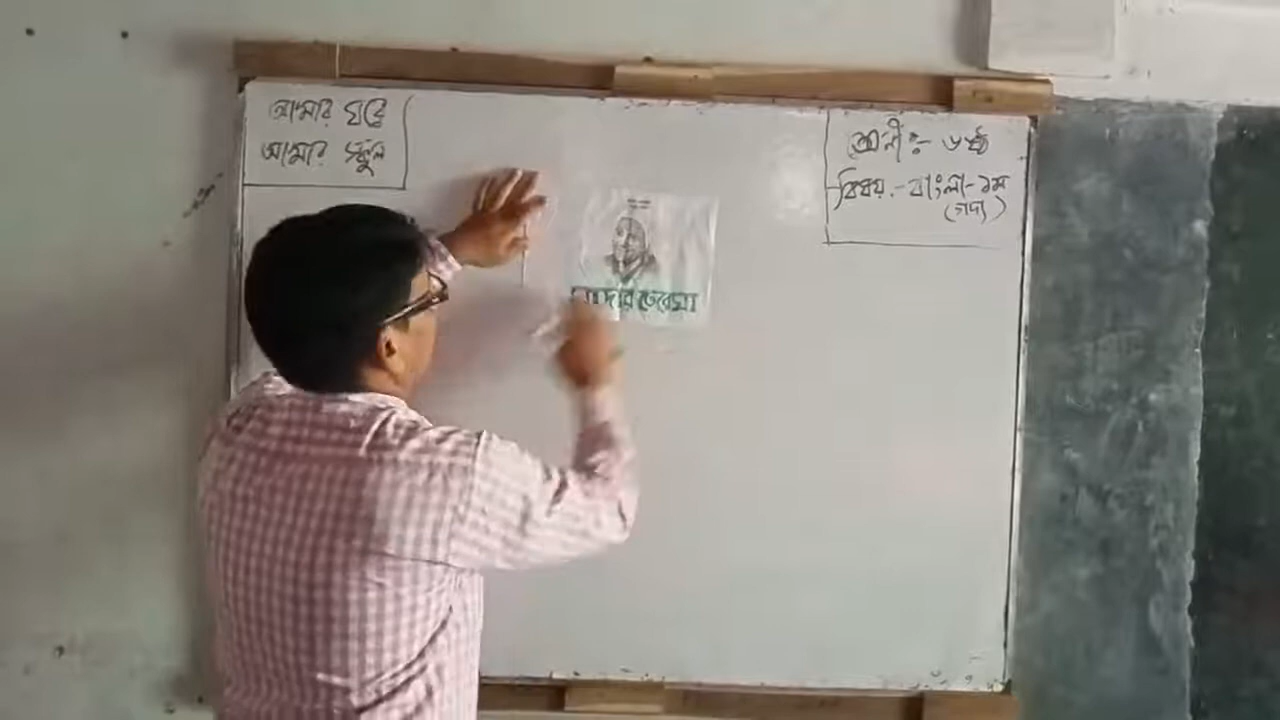 আমার ঘরে
আমার স্কুল
শ্রেনী :- ৬ষ্ঠ
বিষয় :- বাংলা - ১ম
(গদ্য)
মাদার তেরেসা